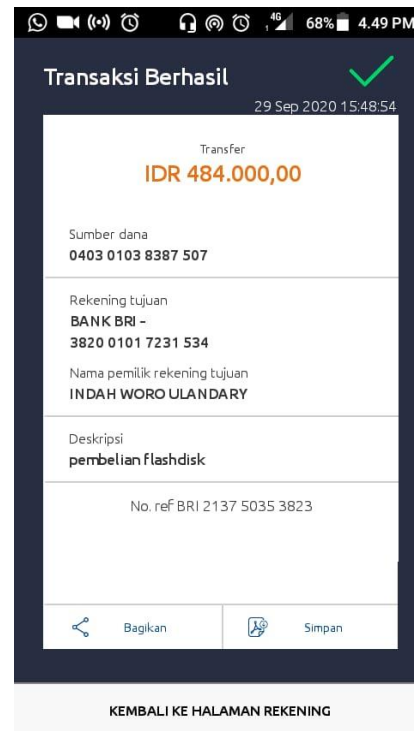 4G 68% 4.49 PM
Transaksi Berhasil
29 Sep 2020 15:48:54
Transfer
IDR 484.000,00
Sumber dana
0403 0103 8387 507
Rekening tujuan
BANK BRI -
3820 0101 7231 534
Nama pemilik rekening tujuan
INDAH WORO ULANDARY
Deskripsi
pembelian flashdisk
No. ref BRI 2137 5035 3823
Bagikan Simpan
KEMBALI KE HALAMAN REKENING